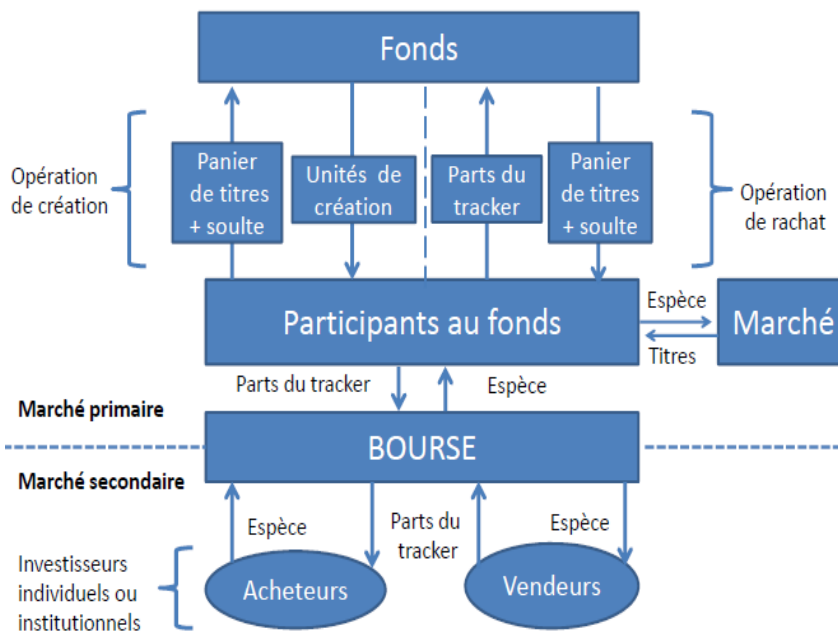 Fonds
Opération
de création
Panier
de titres
+ soulte
Unités de
création
Parts du
tracker
Panier
de titres
+ soulte
Opération
de rachat
Participants au fonds
Espèce
Titres
Marché
Parts du tracker
Espèce
Marché primaire
BOURSE
Marché secondaire
Espèce
Parts du
tracker
Espèce
Investisseurs
individuels ou
institutionnels
Acheteurs
Vendeurs